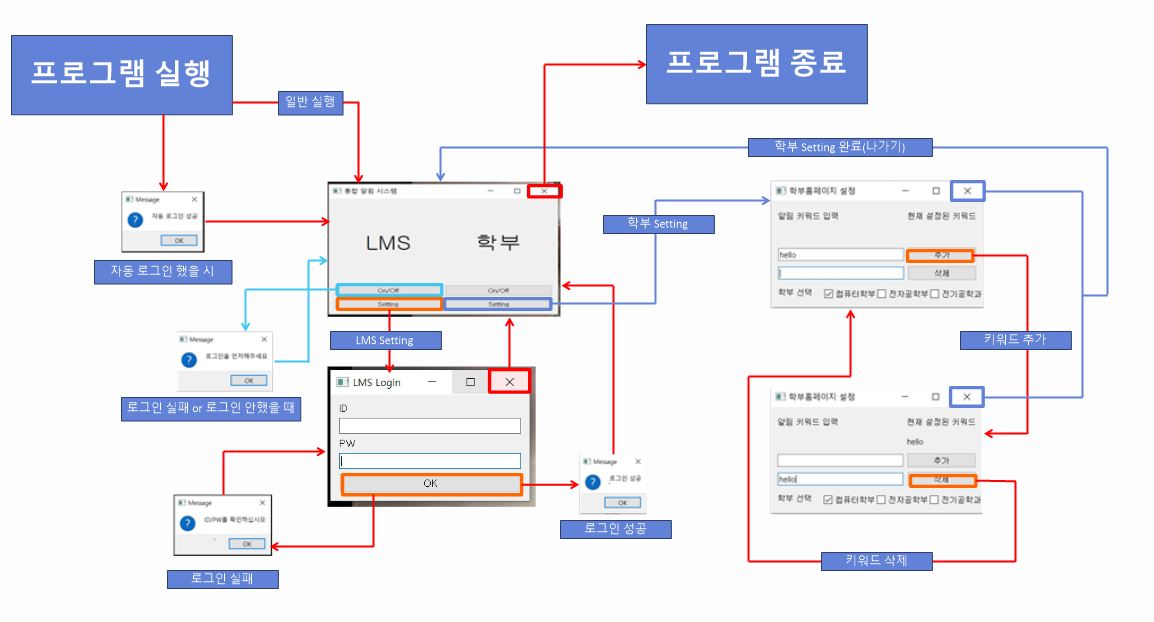 프로그램 실행
프로그램 종료
일반 실행
학부 Setting 완료(나가기)
Message
자동 로그인 성공
OK
자동 로그인 했을 시
통합 알림 시스템
LMS
학부
On/Off
On/Off
Setting
Setting
학부 Setting
학부홈페이지 설정
알림 키워드 입력
현재 설정된 키워드
hello
추가
삭제
학부 선택
컴퓨터학부
전자공학부
전기공학과
Message
로그인을 먼저해주세요
OK
로그인 실패 or 로그인 안했을 때
LMS Setting
키워드 추가
LMS Login
ID
PW
OK
학부홈페이지 설정
알림 키워드 입력
현재 설정된 키워드
hello
추가
hello
삭제
학부 선택
컴퓨터학부
전자공학부
전기공학과
Message
로그인 성공
OK
로그인 성공
Message
ID/PW를 확인하십시오
OK
로그인 실패
키워드 삭제